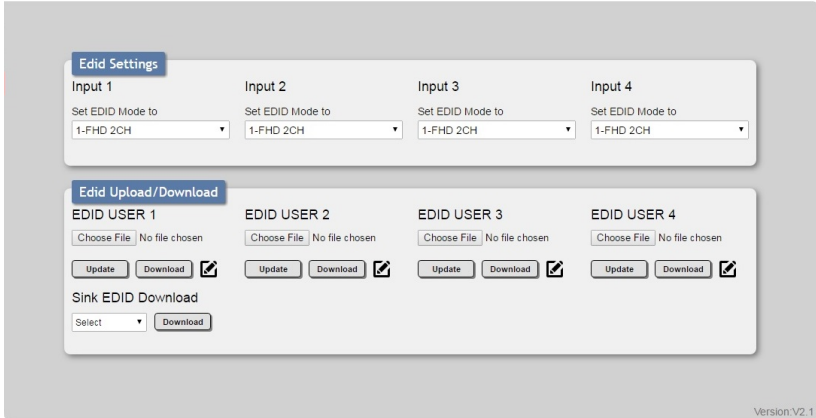 Edid Settings
Input 1 Input 2 Input 3 Input 4
Set EDID Mode to Set EDID Mode to Set EDID Mode to Set EDID Mode to
1-FHD 2CH 1-FHD 2CH 1-FHD 2CH 1-FHD 2CH
Edid Upload/Download
EDID USER 1 EDID USER 2 EDID USER 3 EDID USER 4
Choose File No file chosen Choose File No file chosen Choose File No file chosen Choose File No file chosen
Update Download Update Download Update Download Update Download
Sink EDID Download
Select Download
Version:V2.1